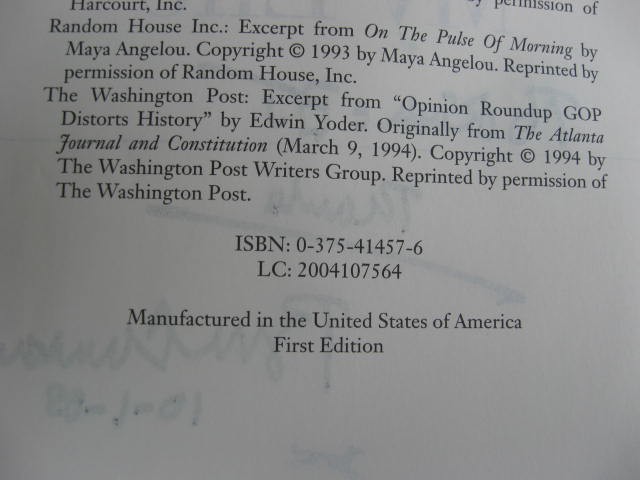 Harcourt, Inc.
by permission of
Random House Inc.: Excerpt from On The Pulse Of Morning by
Maya Angelou. Copyright © 1993 by Maya Angelou. Reprinted by
permission of Random House, Inc.
The Washington Post: Excerpt from “Opinion Roundup GOP
Distorts History” by Edwin Yoder. Originally from The Atlanta
Journal and Constitution (March 9, 1994). Copyright © 1994 by
The Washington Post Writers Group. Reprinted by permission of
The Washington Post.
ISBN: 0-375-41457-6
LC: 2004107564
Manufactured in the United States of America
First Edition